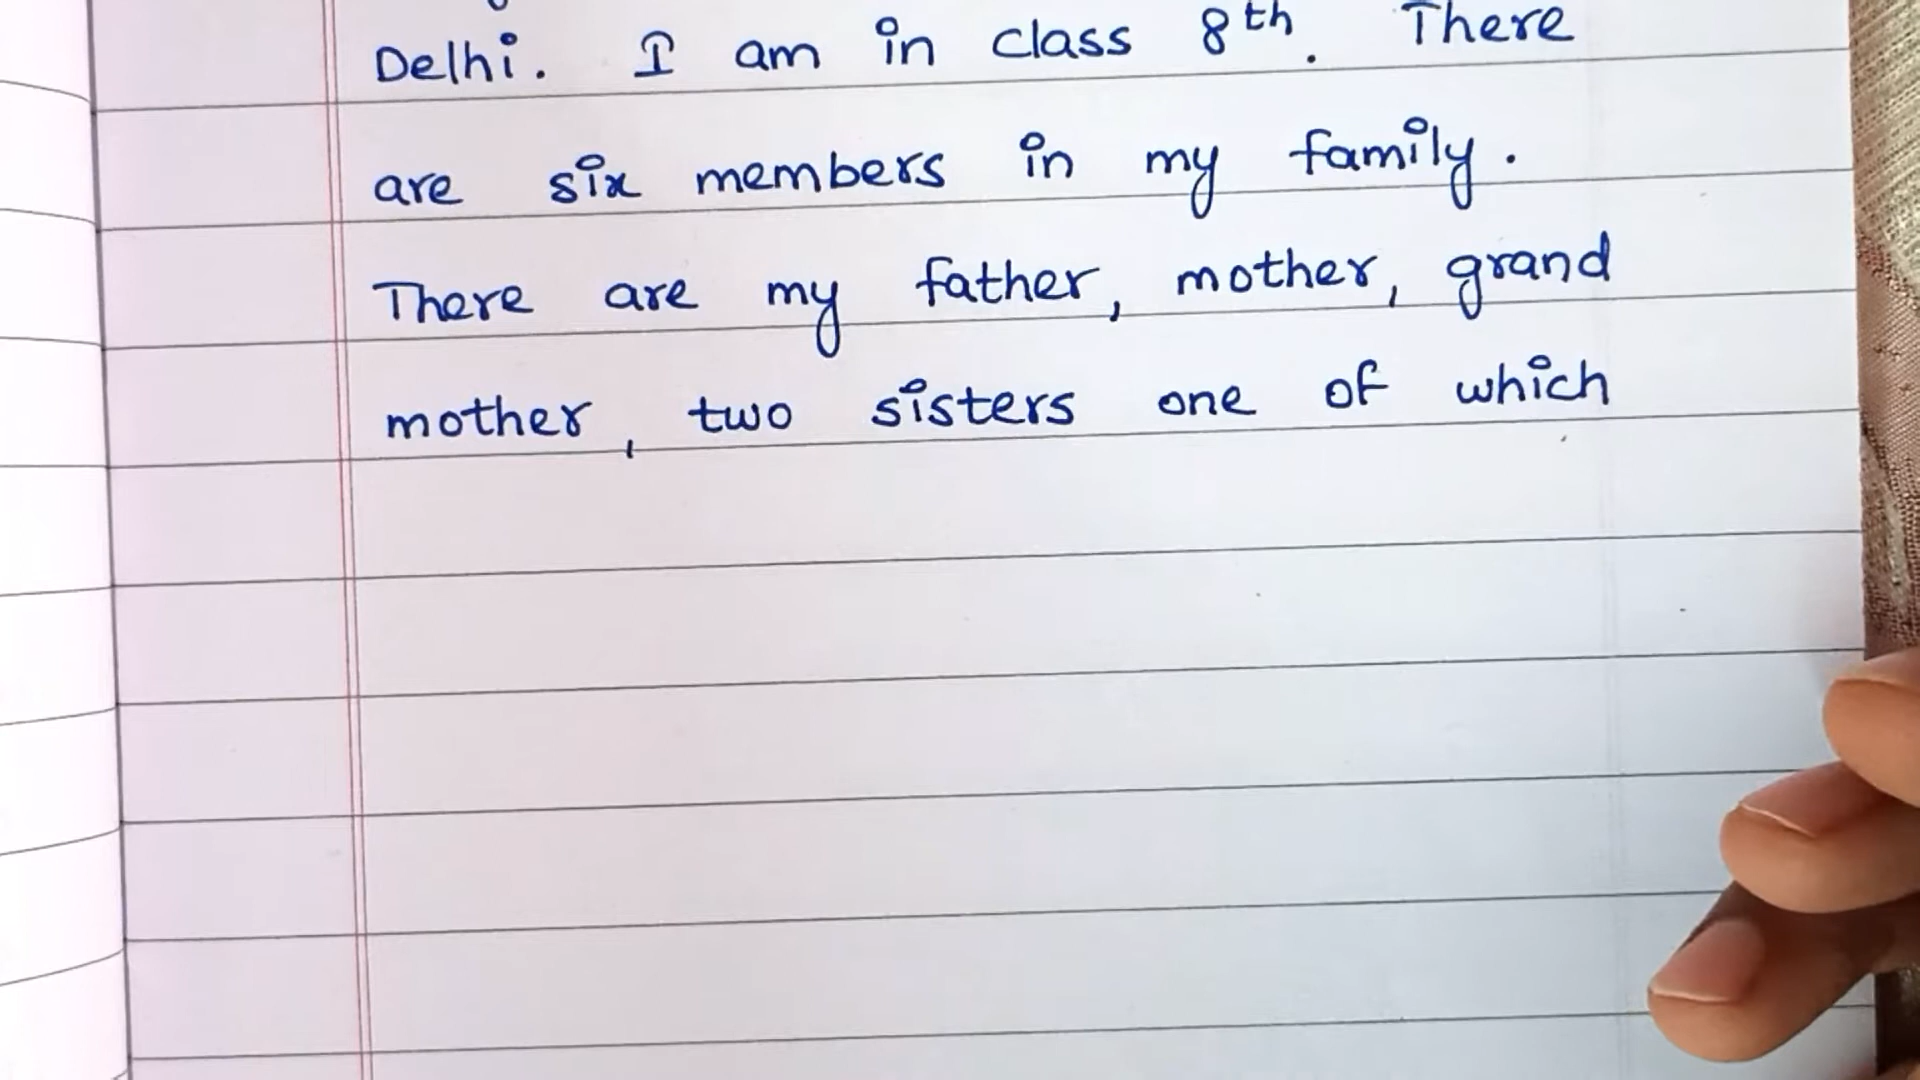 Delhi. I am in class 8th. There
are six members in my family.
There are my father, mother, grand
mother, two sisters one of which